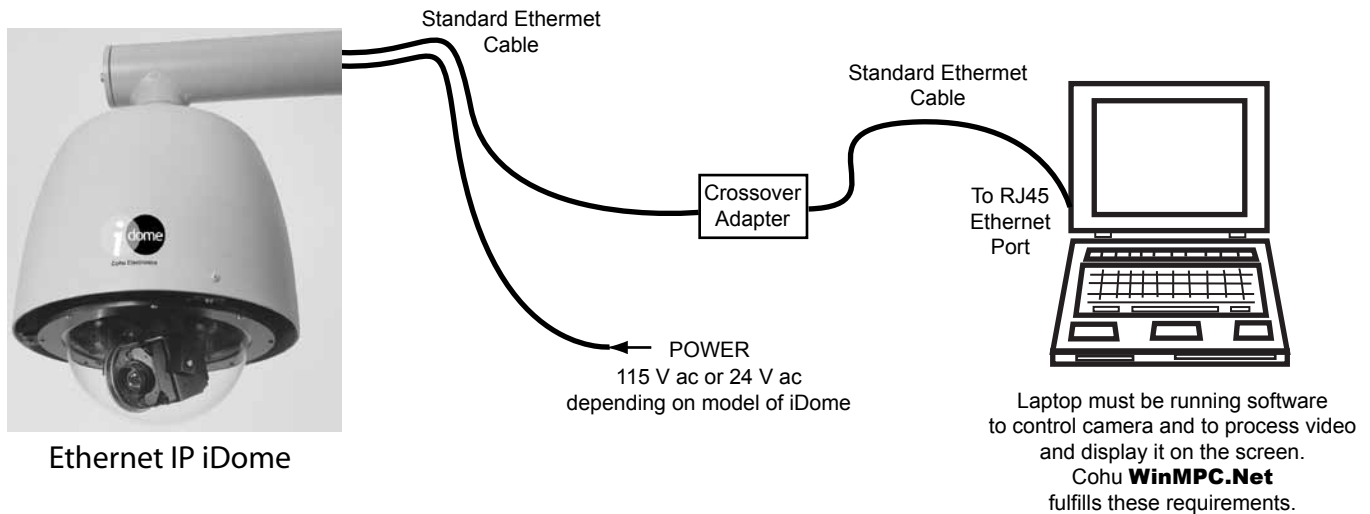 Standard Ethermet
Cable
Standard Ethermet
Cable
Crossover
Adapter
To RJ45
Ethernet
Port
i dome
Cohu Electronics
POWER
115 V ac or 24 V ac
depending on model of iDome
Ethernet IP iDome
Laptop must be running software
to control camera and to process video
and display it on the screen.
Cohu WinMPC.Net
fulfills these requirements.